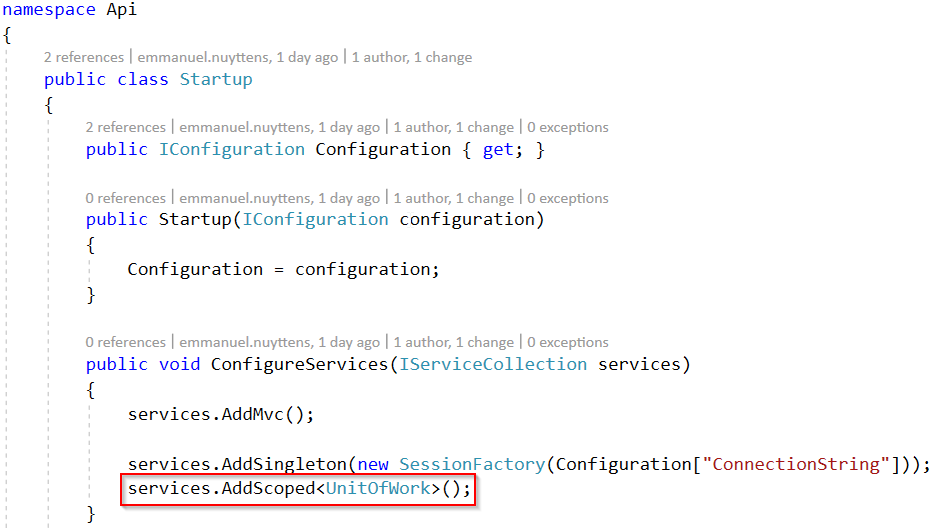 namespace Api
{
2 references | emmanuel.nuyttens, 1 day ago | 1 author, 1 change
public class Startup
{
2 references | emmanuel.nuyttens, 1 day ago | 1 author, 1 change | 0 exceptions
public IConfiguration Configuration { get; }
0 references | emmanuel.nuyttens, 1 day ago | 1 author, 1 change | 0 exceptions
public Startup(IConfiguration configuration)
{
Configuration = configuration;
}
0 references | emmanuel.nuyttens, 1 day ago | 1 author, 1 change | 0 exceptions
public void ConfigureServices(IServiceCollection services)
{
services.AddMvc();
services.AddSingleton(new SessionFactory(Configuration["ConnectionString"]));
services.AddScoped<UnitOfWork>();
}